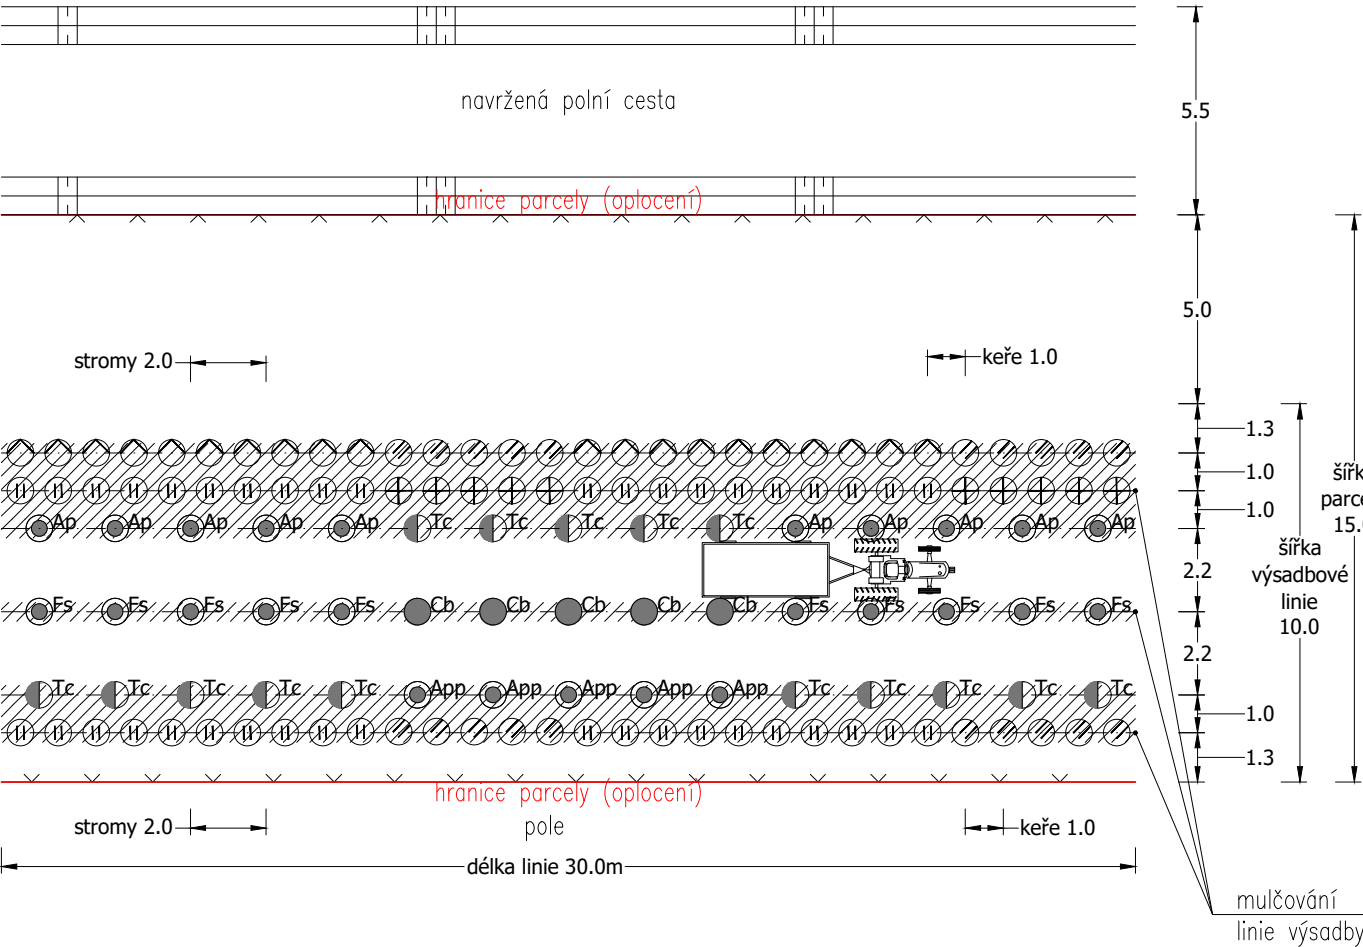 5.5
navržená polní cesta
hranice parcely (oplocení)
5.0
stromy 2.0
keře 1.0
1.3
1.0
1.0
šířka
výsadbové
linie
10.0
15.
Ap Ap Ap Ap Ap Tc Tc Tc Tc Tc Ap Ap Ap Ap Ap
2.2
Fs Fs Fs Fs Fs Cb Cb Cb Cb Cb Fs Fs Fs Fs Fs
2.2
Tc Tc Tc Tc Tc App App App App App Tc Tc Tc Tc Tc
1.0
1.3
hranice parcely (oplocení)
pole
stromy 2.0
keře 1.0
délka linie 30.0m
mulčování
linie výsadby